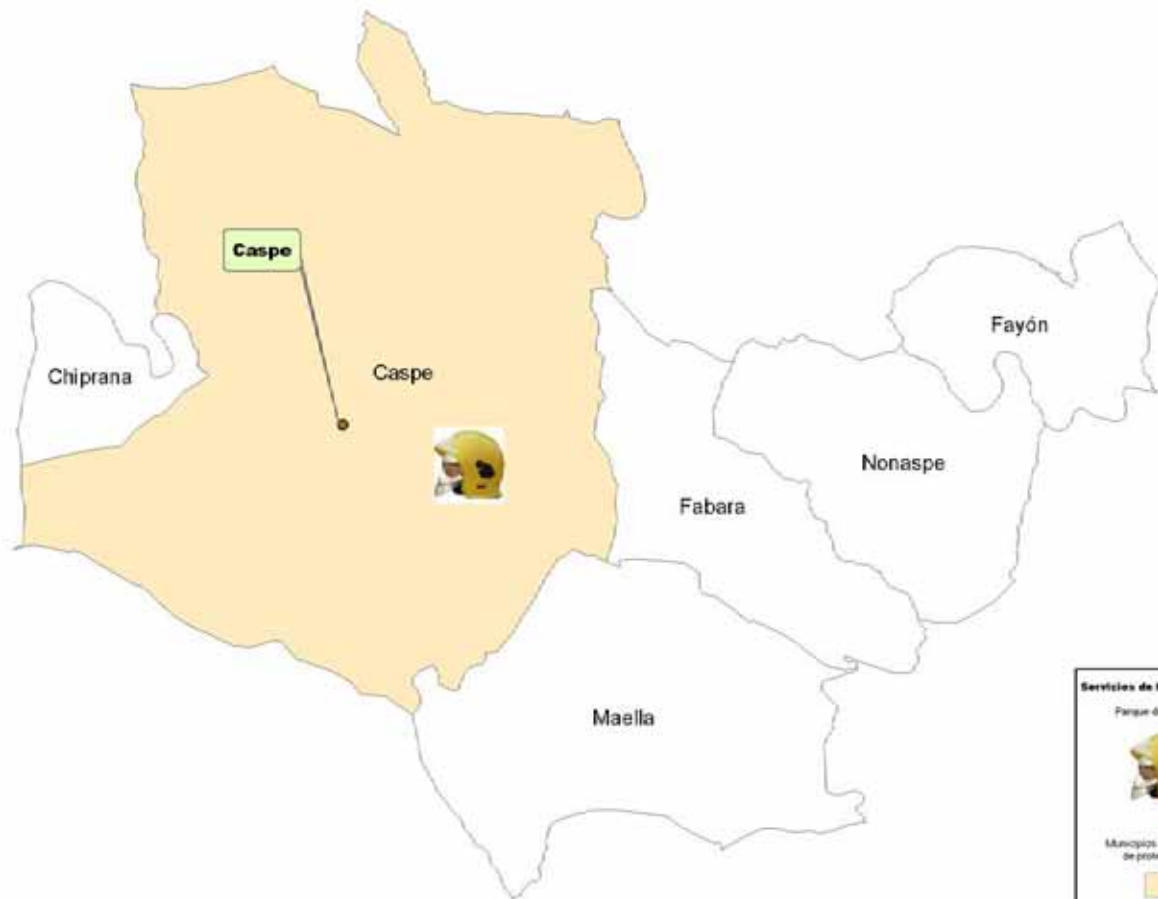 Caspe
Caspe
Chiprana
Fayón
Nonaspe
Fabara
Maella
Servicios de
Parque d
Municipios
de prote